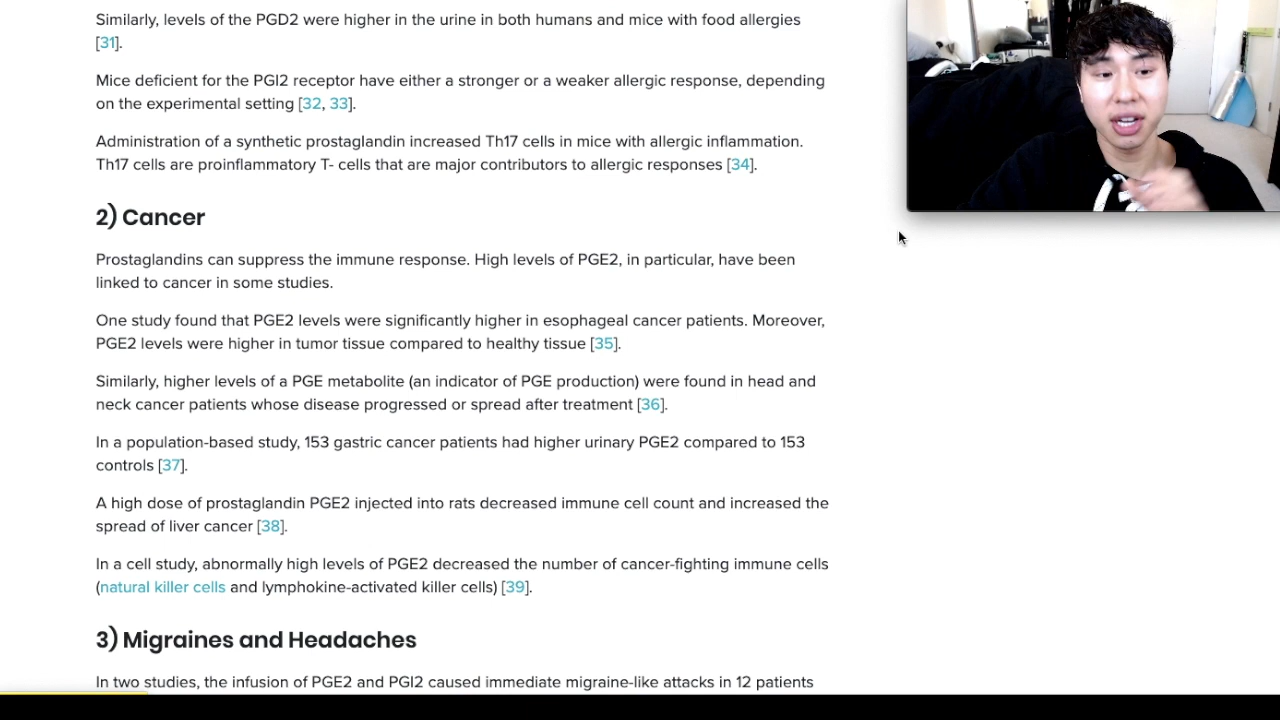 Similarly, levels of the PGD2 were higher in the urine in both humans and mice with food allergies
[31].
Mice deficient for the PGI2 receptor have either a stronger or a weaker allergic response, depending
on the experimental setting [32, 33].
Administration of a synthetic prostaglandin increased Th17 cells in mice with allergic inflammation.
Th17 cells are proinflammatory T- cells that are major contributors to allergic responses [34].
2) Cancer
Prostaglandins can suppress the immune response. High levels of PGE2, in particular, have been
linked to cancer in some studies.
One study found that PGE2 levels were significantly higher in esophageal cancer patients. Moreover,
PGE2 levels were higher in tumor tissue compared to healthy tissue [35].
Similarly, higher levels of a PGE metabolite (an indicator of PGE production) were found in head and
neck cancer patients whose disease progressed or spread after treatment [36].
In a population-based study, 153 gastric cancer patients had higher urinary PGE2 compared to 153
controls [37].
A high dose of prostaglandin PGE2 injected into rats decreased immune cell count and increased the
spread of liver cancer [38].
In a cell study, abnormally high levels of PGE2 decreased the number of cancer-fighting immune cells
(natural killer cells and lymphokine-activated killer cells) [39].
3) Migraines and Headaches
In two studies, the infusion of PGE2 and PGI2 caused immediate migraine-like attacks in 12 patients